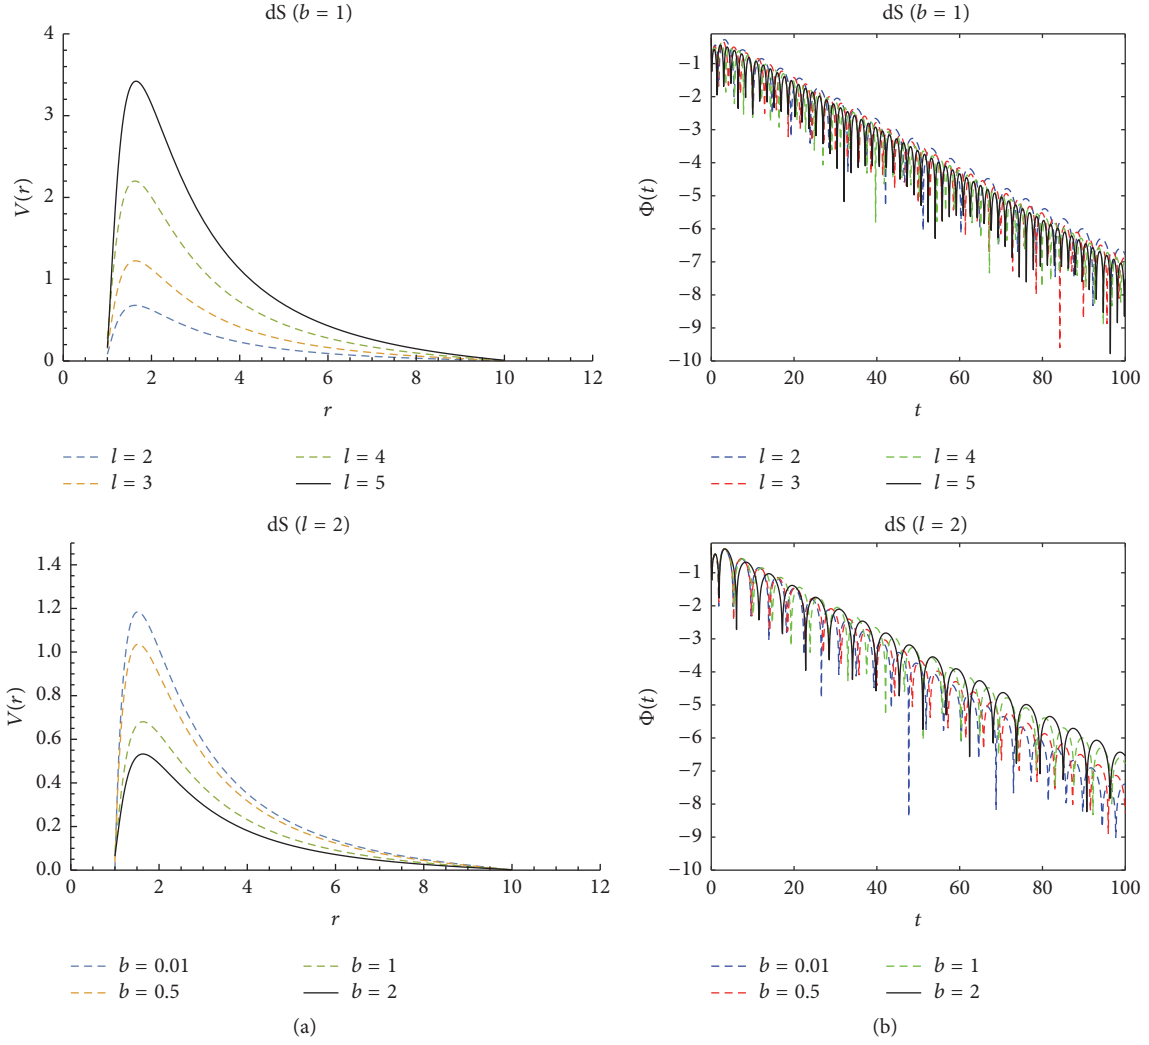 dS (b = 1)
V(r)
4
3
2
1
0
0 2 4 6 8 10 12
r
l = 2 l = 4
l = 3 l = 5
dS (b = 1)
Φ(t)
−1
−2
−3
−4
−5
−6
−7
−8
−9
−10
0 20 40 60 80 100
t
l = 2 l = 4
l = 3 l = 5
dS (l = 2)
V(r)
1.4
1.2
1.0
0.8
0.6
0.4
0.2
0.0
0 2 4 6 8 10 12
r
b = 0.01 b = 1
b = 0.5 b = 2
(a)
dS (l = 2)
Φ(t)
−1
−2
−3
−4
−5
−6
−7
−8
−9
−10
0 20 40 60 80 100
t
b = 0.01 b = 1
b = 0.5 b = 2
(b)